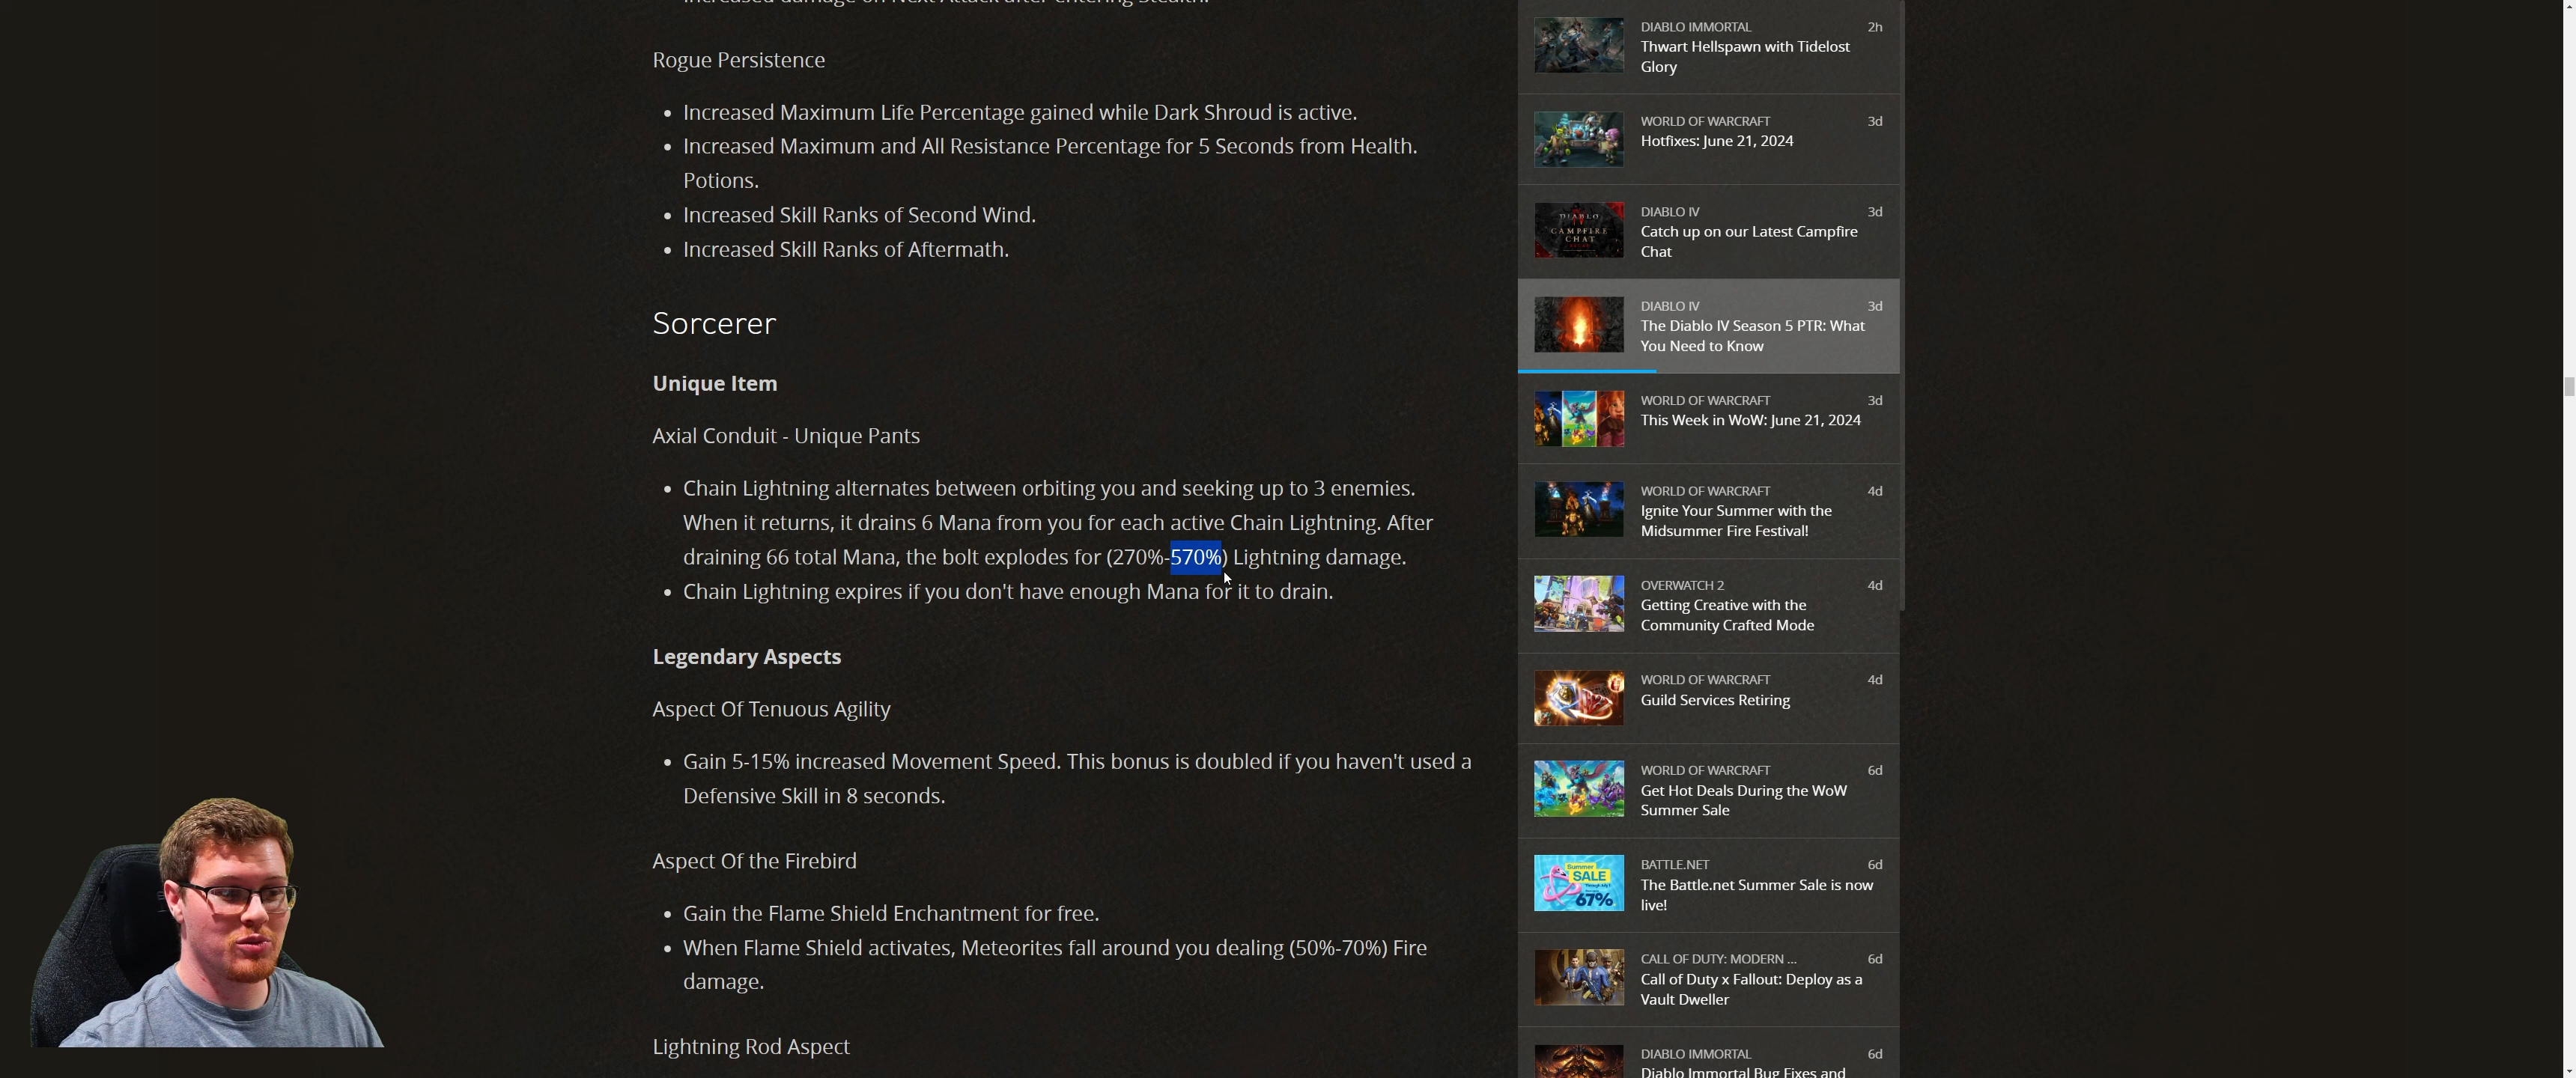 Rogue Persistence
• Increased Maximum Life Percentage gained while Dark Shroud is active.
• Increased Maximum and All Resistance Percentage for 5 Seconds from Health.
Potions.
• Increased Skill Ranks of Second Wind.
• Increased Skill Ranks of Aftermath.
Sorcerer
Unique Item
Axial Conduit - Unique Pants
• Chain Lightning alternates between orbiting you and seeking up to 3 enemies.
When it returns, it drains 6 Mana from you for each active Chain Lightning. After
draining 66 total Mana, the bolt explodes for (270%-570%) Lightning damage.
• Chain Lightning expires if you don't have enough Mana for it to drain.
Legendary Aspects
Aspect Of Tenuous Agility
• Gain 5-15% increased Movement Speed. This bonus is doubled if you haven't used a
Defensive Skill in 8 seconds.
Aspect Of the Firebird
• Gain the Flame Shield Enchantment for free.
• When Flame Shield activates, Meteorites fall around you dealing (50%-70%) Fire
damage.
Lightning Rod Aspect
DIABLO IMMORTAL 2h
Thwart Hellspawn with Tidelost
Glory
WORLD OF WARCRAFT 3d
Hotfixes: June 21, 2024
DIABLO
IV
CAMPFIRE
CHAT
DIABLO IV 3d
Catch up on our Latest Campfire
Chat
DIABLO IV 3d
The Diablo IV Season 5 PTR: What
You Need to Know
WORLD OF WARCRAFT 3d
This Week in WoW: June 21, 2024
WORLD OF WARCRAFT 4d
Ignite Your Summer with the
Midsummer Fire Festival!
OVERWATCH 2 4d
Getting Creative with the
Community Crafted Mode
WORLD OF WARCRAFT 4d
Guild Services Retiring
WORLD OF WARCRAFT 6d
Get Hot Deals During the WoW
Summer Sale
Summer
SALE
67%
BATTLE.NET 6d
The Battle.net Summer Sale is now
live!
CALL OF DUTY: MODERN ... 6d
Call of Duty x Fallout: Deploy as a
Vault Dweller
DIABLO IMMORTAL 6d
Diablo Immortal Bug Fixes and